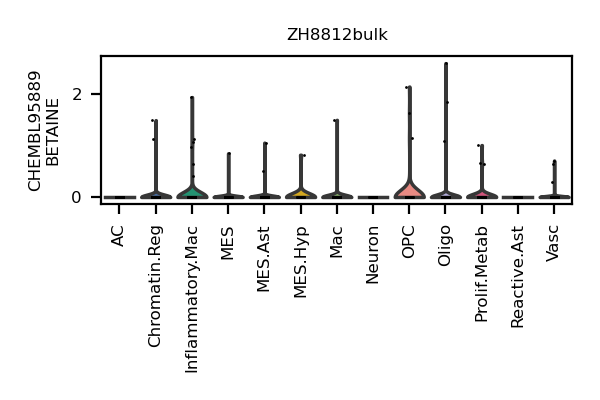 ZH8812bulk
CHEMBL95889
BETAINE
2
0
AC
Chromatin.Reg
Inflammatory.Mac
MES
MES.Ast
MES.Hyp
Mac
Neuron
OPC
Oligo
Prolif.Metab
Reactive.Ast
Vasc